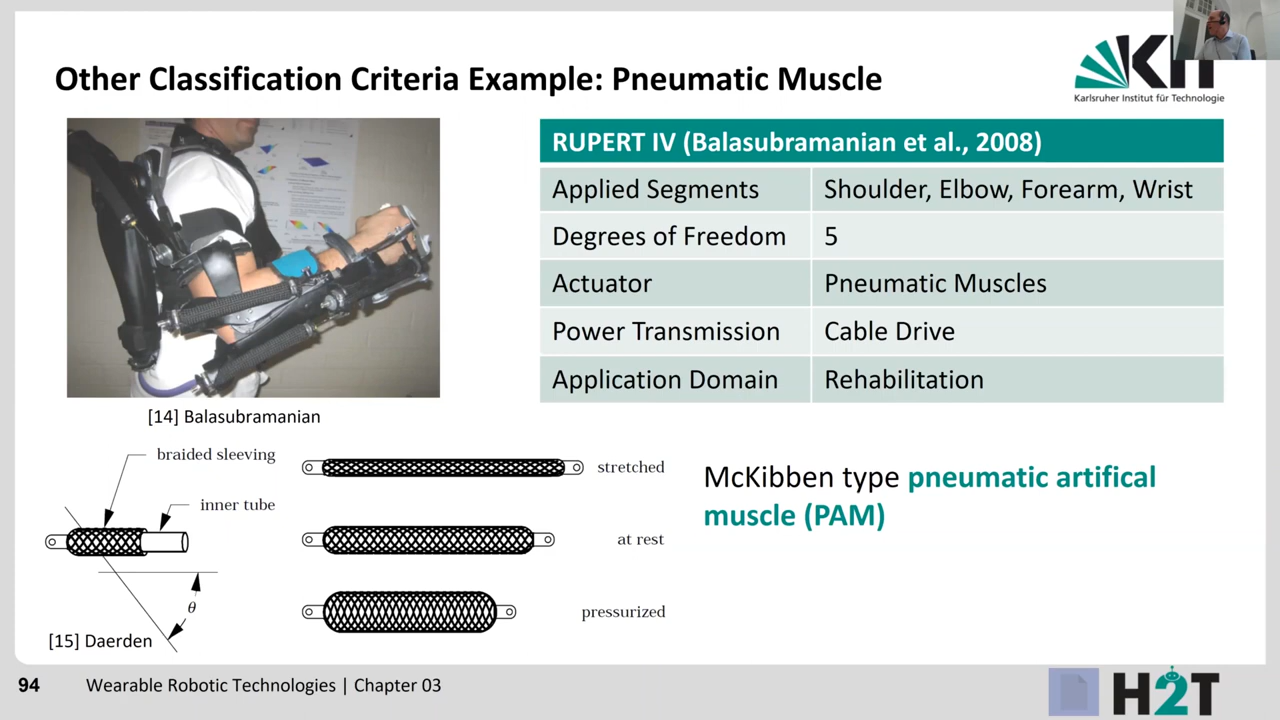 Other Classification Criteria Example: Pneumatic Muscle
KIT
Karlsruher Institut für Technologie
RUPERT IV (Balasubramanian et al., 2008)
Applied Segments Shoulder, Elbow, Forearm, Wrist
Degrees of Freedom 5
Actuator Pneumatic Muscles
Power Transmission Cable Drive
Application Domain Rehabilitation
[14] Balasubramanian
braided sleeving
inner tube
θ
[15] Daerden
stretched
at rest
pressurized
McKibben type pneumatic artifical
muscle (PAM)
94 Wearable Robotic Technologies | Chapter 03
H2T